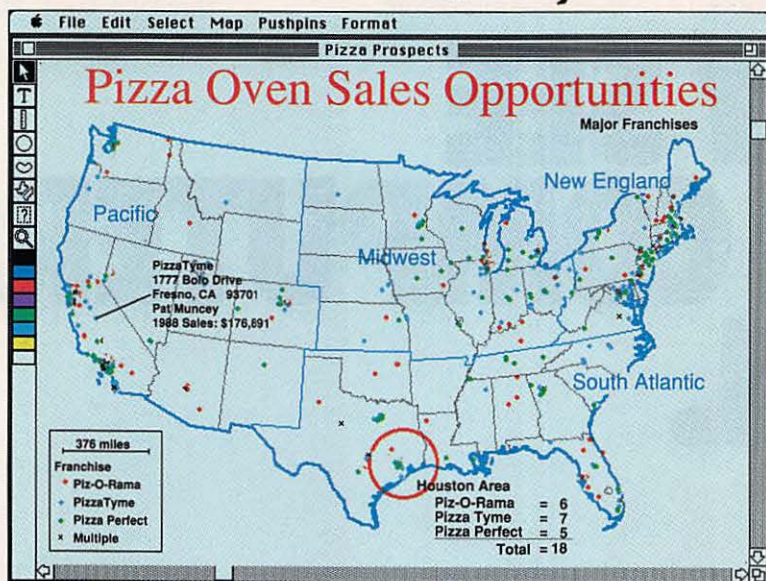 File Edit Select Map Pushpins Format
Pizza Prospects
Pizza Oven Sales Opportunities
Major Franchises
T
New England
Pacific
Midwest
PizzaTyme
1777 Bolo Drive
Fresno, CA 93701
Pat Muncey
1988 Sales: $176,891
South Atlantic
376 miles
Franchise
Piz-O-Rama
PizzaTyme
Pizza Perfect
Multiple
Houston Area
Piz-O-Rama = 6
Pizza Tyme = 7
Pizza Perfect = 5
Total = 18